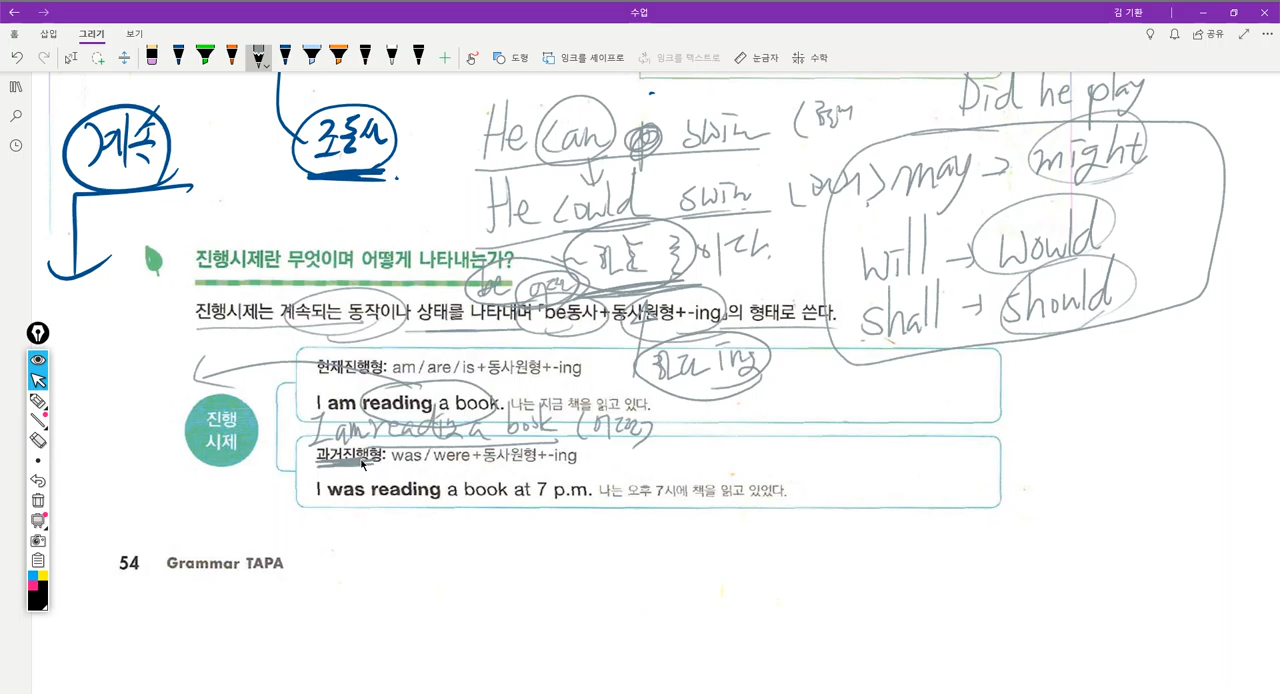 수업
김 기환
홈 삽입 그리기 보기
공유
도형 잉크를 셰이프로 잉크를 텍스트로 눈금자 수학
Did he play
계속
조동사
He can swim
may → might
He could swim
will → would
shall → should
진행시제란 무엇이며 어떻게 나타내는가?
be
진행시제는 계속되는 동작이나 상태를 나타내며 「be동사+동사원형+-ing」의 형태로 쓴다.
하다 ing
현재진행형: am / are / is+동사원형+-ing
I am reading a book. 나는 지금 책을 읽고 있다.
진행
시제
과거진행형: was / were+동사원형+-ing
I was reading a book at 7 p.m. 나는 오후 7시에 책을 읽고 있었다.
54 Grammar TAPA